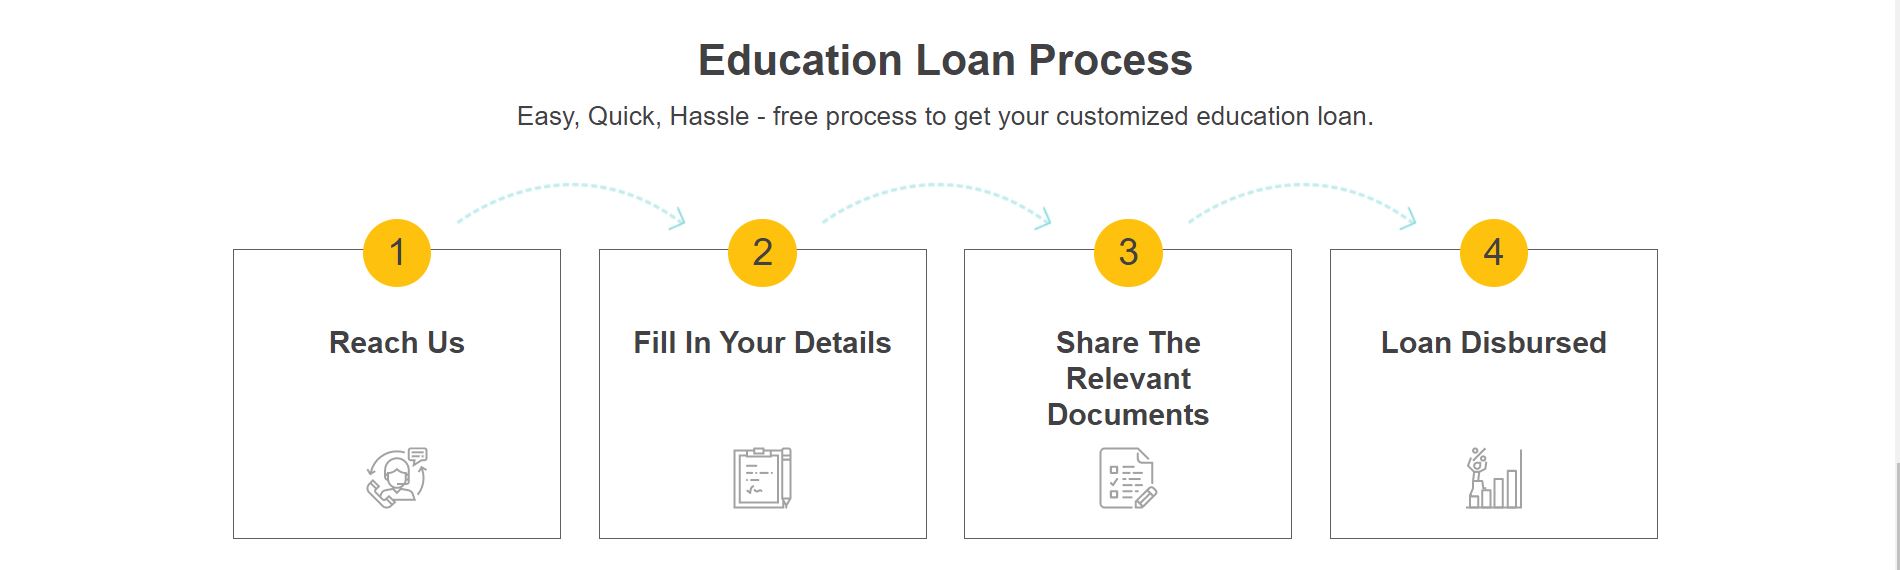 Education Loan Process
Easy, Quick, Hassle - free process to get your customized education loan.
1
Reach Us
2
Fill In Your Details
3
Share The
Relevant
Documents
4
Loan Disbursed
%